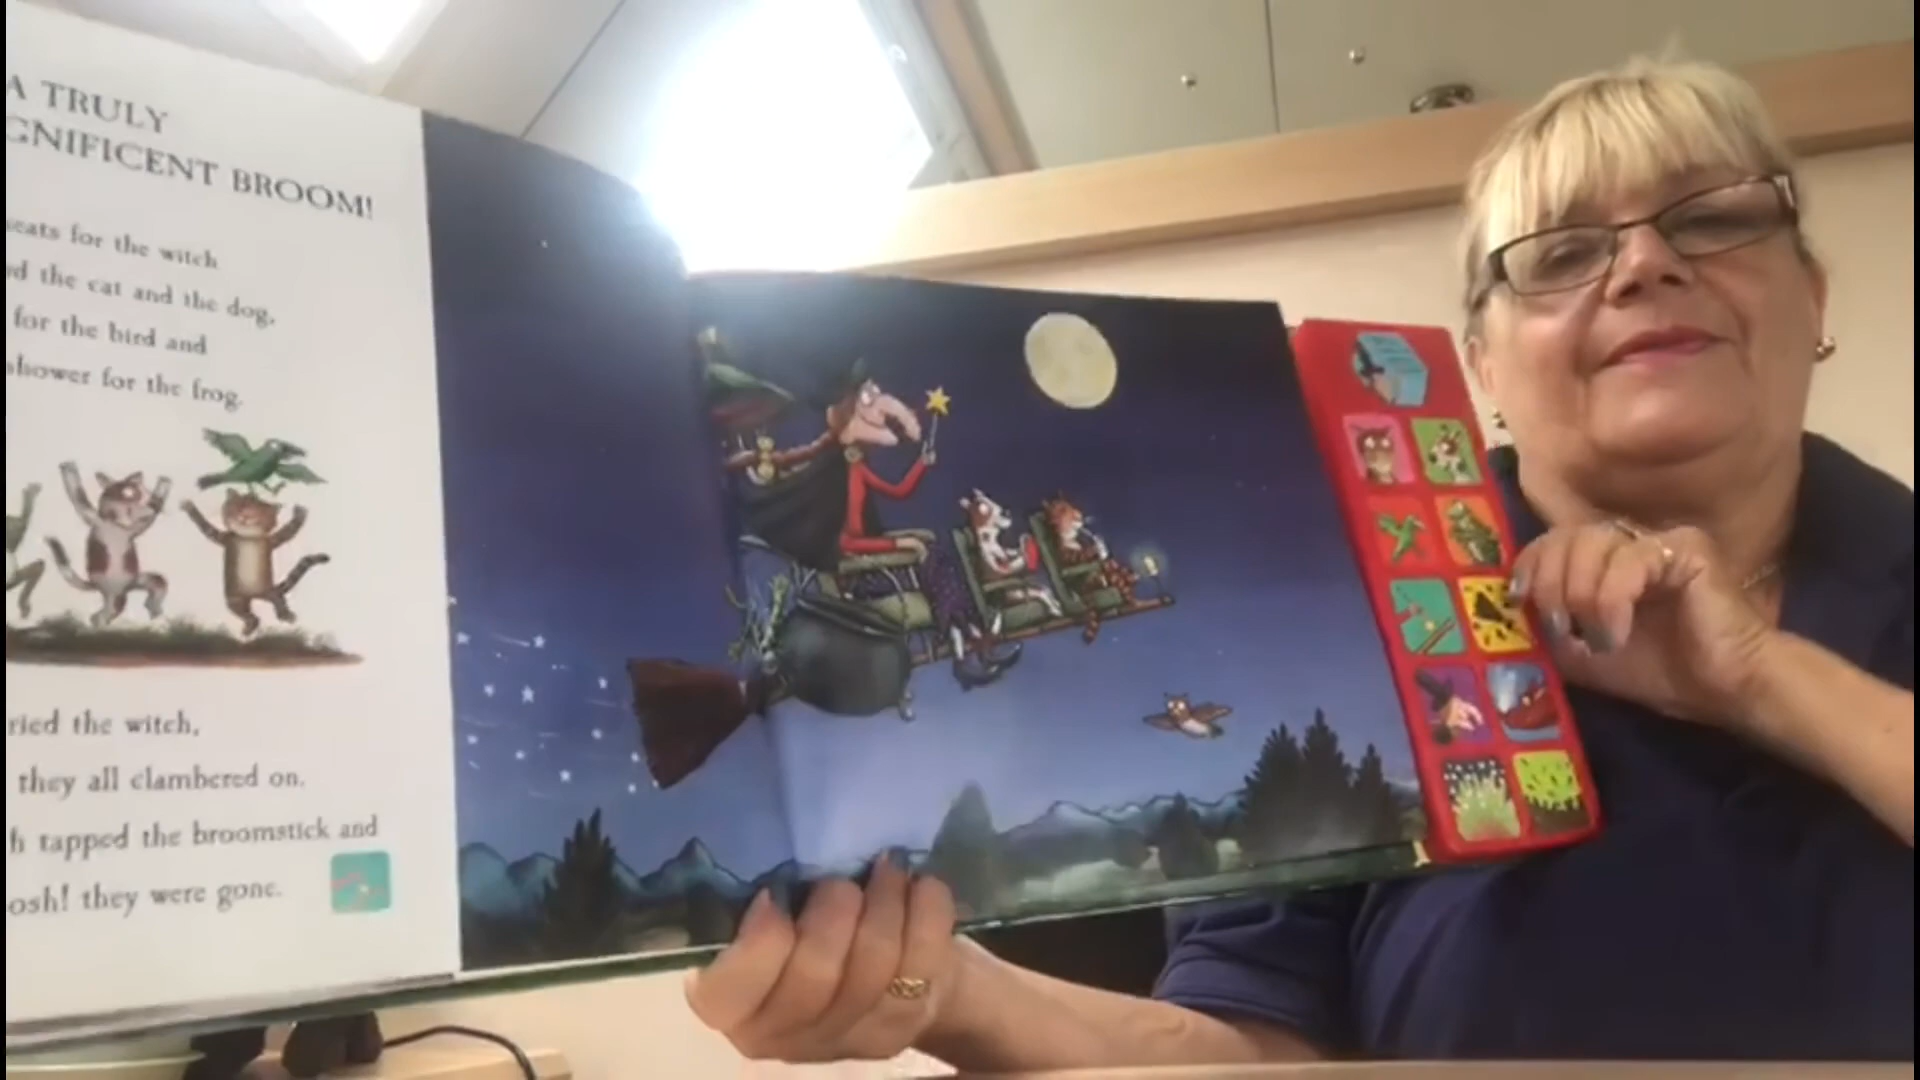 A TRULY
GNIFICENT BROOM!
eats for the witch
d the cat and the dog,
for the bird and
shower for the frog.
ried the witch,
they all clambered on.
h tapped the broomstick and
osh! they were gone.